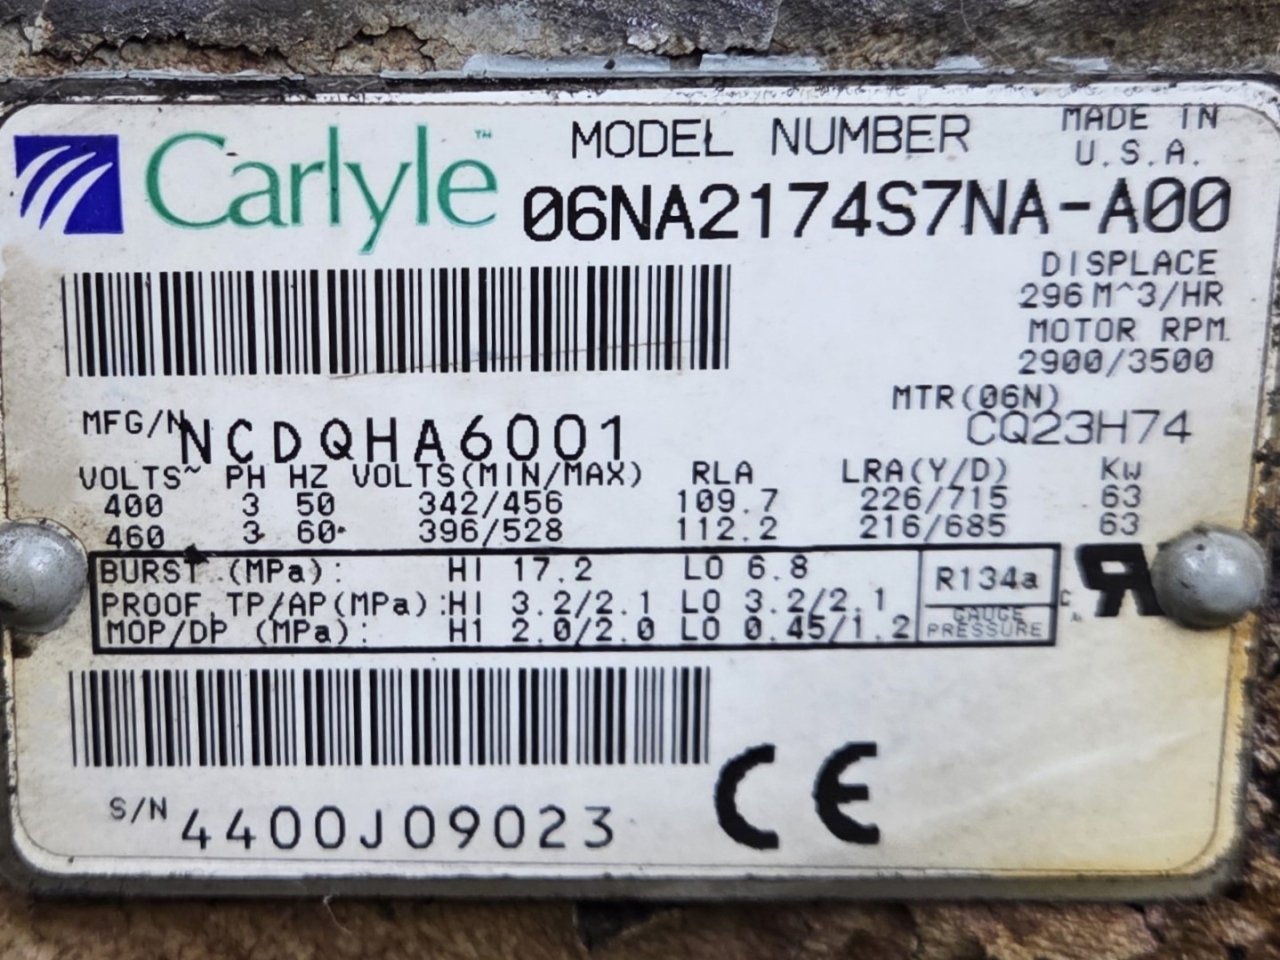 Carlyle™
MODEL NUMBER
MADE IN
U.S.A.
06NA2174S7NA-A00
DISPLACE
296 M^3/HR
MOTOR RPM
2900/3500
MTR(06N)
CQ23H74
MFG/N NCDQHA6001
VOLTS~ PH HZ VOLTS(MIN/MAX) RLA LRA(Y/D) KW
400 3 50 342/456 109.7 226/715 63
460 3 60 396/528 112.2 216/685 63
BURST (MPa): HI 17.2 LO 6.8
PROOF TP/AP(MPa):HI 3.2/2.1 LO 3.2/2.1
MOP/DP (MPa): HI 2.0/2.0 LO 0.45/1.2
R134a
GAUGE
PRESSURE
S/N 4400J09023
CE